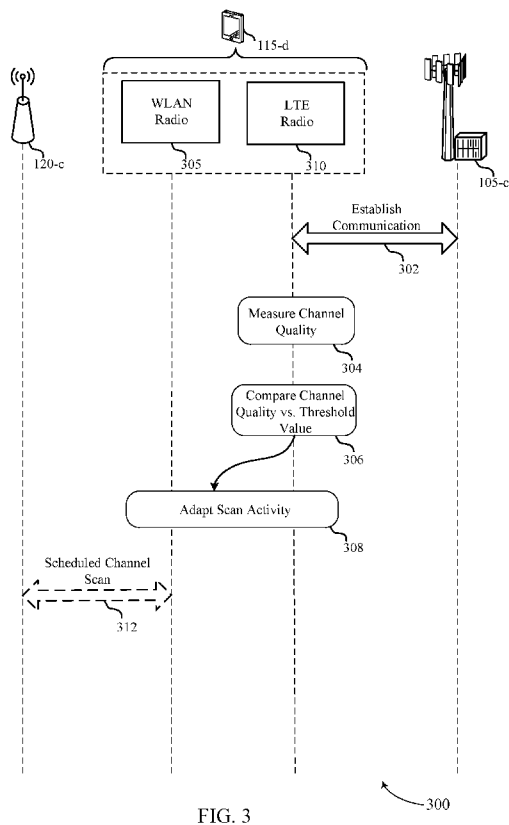 115-d
WLAN
Radio
305
LTE
Radio
310
120-c
105-c
Establish
Communication
302
Measure Channel
Quality
304
Compare Channel
Quality vs. Threshold
Value
306
Adapt Scan Activity
308
Scheduled Channel
Scan
312
300
FIG. 3